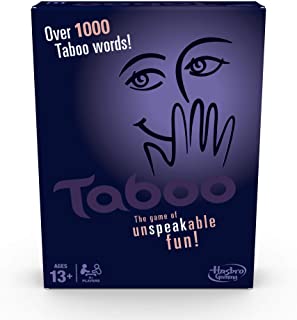 Over 1000
Taboo words!
Taboo
The game of
unspeakable
fun!
AGES
13+
PLAYERS
Hasbro
Gaming